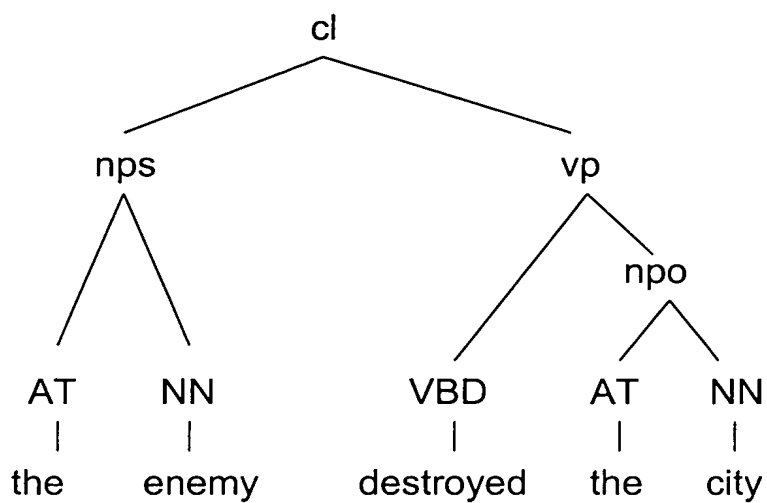 cl
nps vp
npo
AT NN VBD AT NN
the enemy destroyed the city